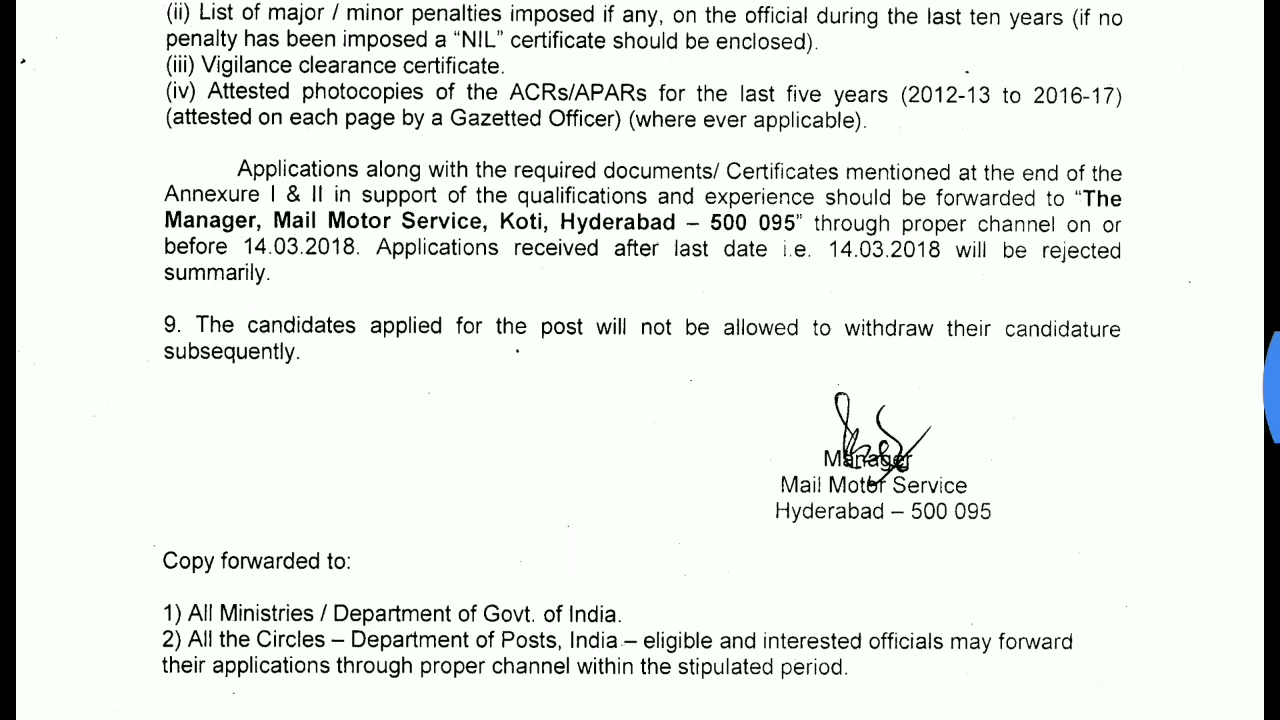 (ii) List of major / minor penalties imposed if any, on the official during the last ten years (if no
penalty has been imposed a “NIL” certificate should be enclosed).
(iii) Vigilance clearance certificate.
(iv) Attested photocopies of the ACRs/APARs for the last five years (2012-13 to 2016-17)
(attested on each page by a Gazetted Officer) (where ever applicable).
Applications along with the required documents/ Certificates mentioned at the end of the
Annexure I & II in support of the qualifications and experience should be forwarded to “The
Manager, Mail Motor Service, Koti, Hyderabad – 500 095” through proper channel on or
before 14.03.2018. Applications received after last date i.e. 14.03.2018 will be rejected
summarily.
9. The candidates applied for the post will not be allowed to withdraw their candidature
subsequently.
Manager
Mail Motor Service
Hyderabad – 500 095
Copy forwarded to:
1) All Ministries / Department of Govt. of India.
2) All the Circles – Department of Posts, India – eligible and interested officials may forward
their applications through proper channel within the stipulated period.